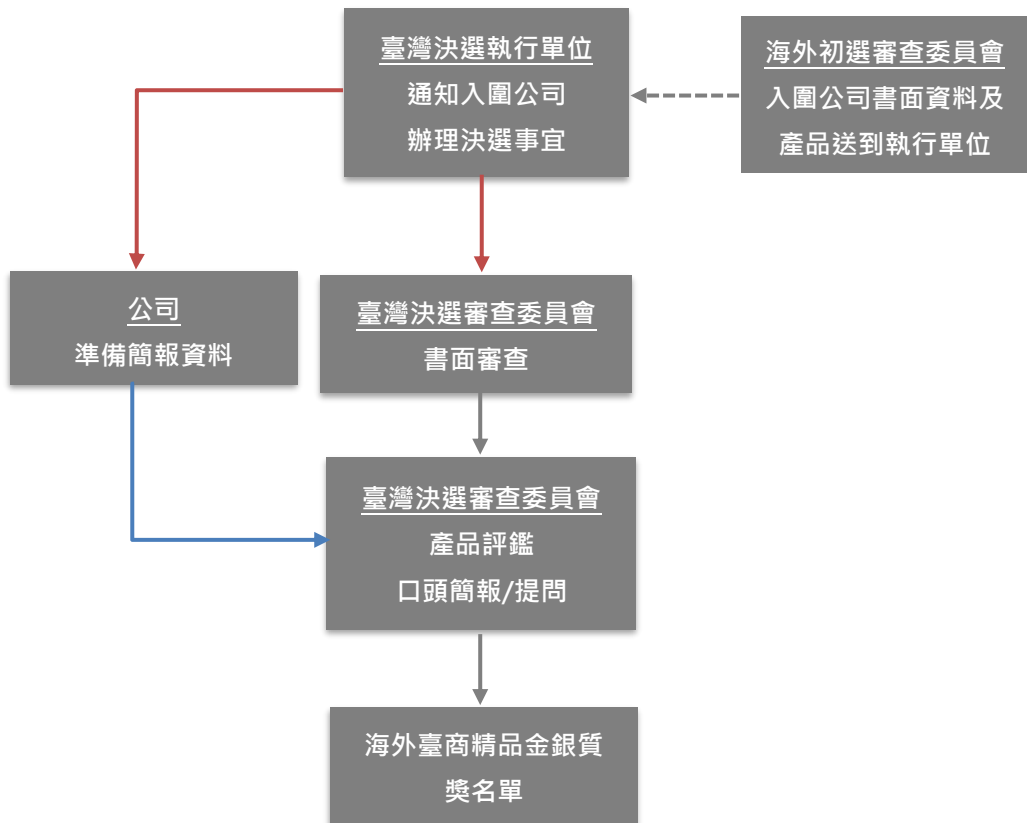 臺灣決選執行單位
通知入圍公司
辦理決選事宜
海外初選審查委員會
入圍公司書面資料及
產品送到執行單位
公司
準備簡報資料
臺灣決選審查委員會
書面審查
臺灣決選審查委員會
產品評鑑
口頭簡報/提問
海外臺商精品金銀質
獎名單